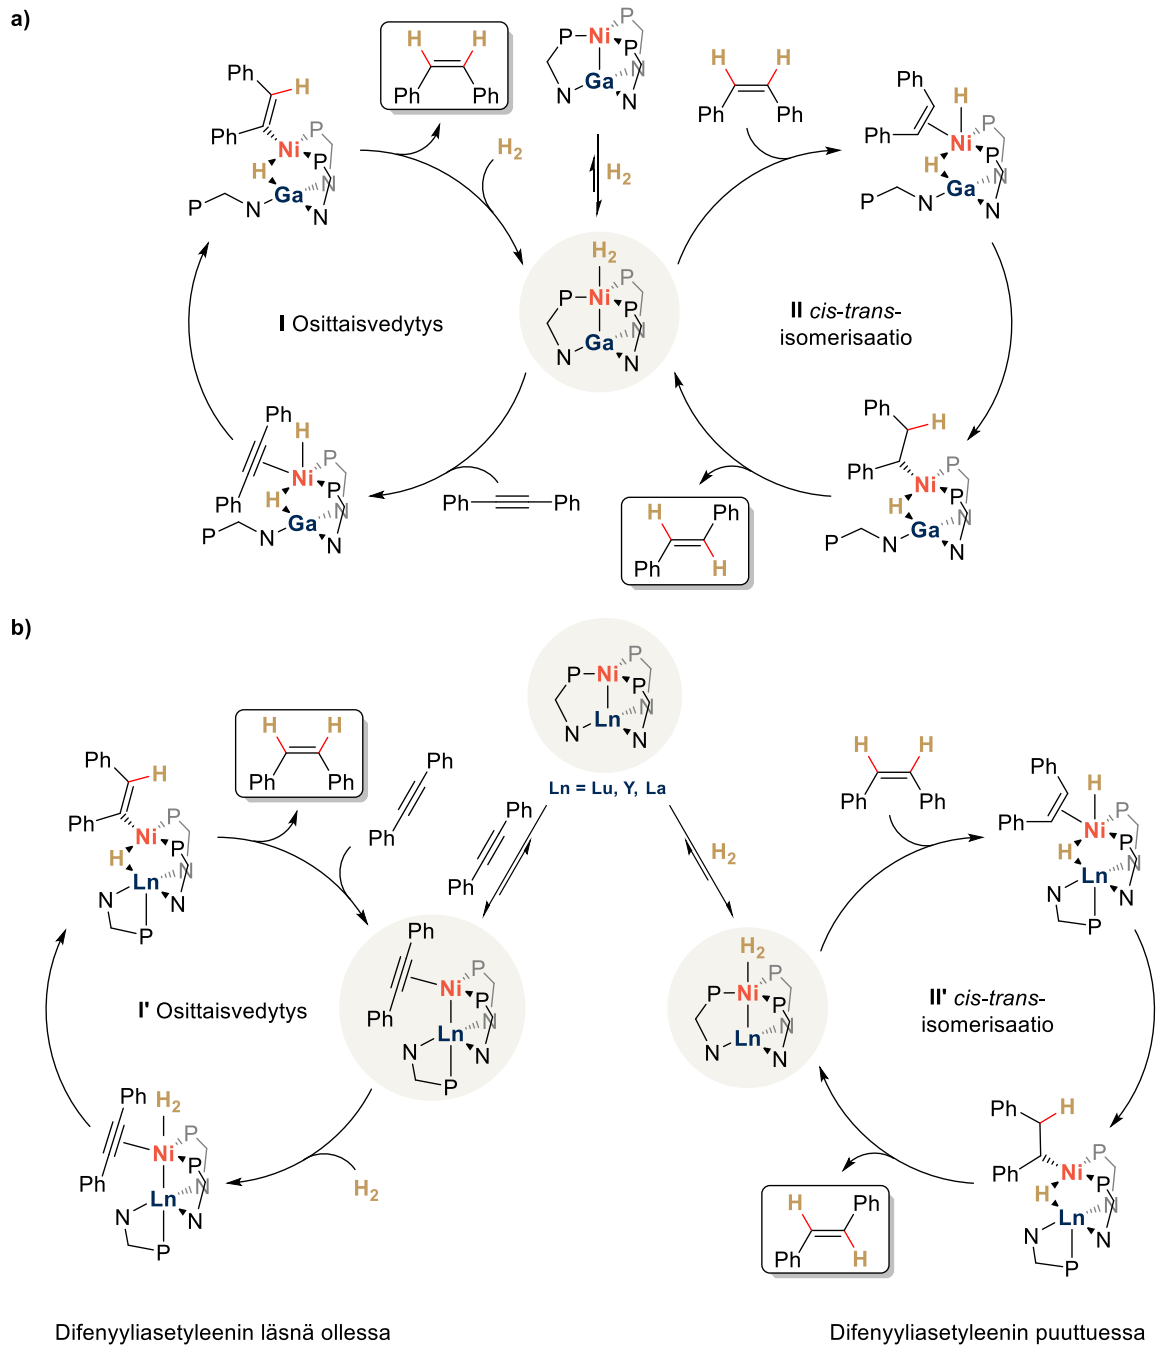 a)
H H
Ph Ph
P Ni P P
Ga N N N
H₂
H H
Ph Ph
Ph H
Ph
Ni P P
H
Ga N N
P N
H₂
Ph
Ph
H
Ni P P
H
Ga N N
P N
H₂
P Ni P P
Ga N N N
I Osittaisvedytys
II cis-trans-
isomerisaatio
Ph
H
Ni P P
H
Ga N N
P N
Ph
Ph Ph
H Ph
Ph H
Ph H
Ph
Ni P P
H
Ga N N
P N
b)
P Ni P P
Ln N N N
Ln = Lu, Y, La
H H
Ph Ph
Ph
Ph
Ph
Ph
H₂
H H
Ph Ph
Ph H
Ph
Ni P P
H
Ln N N
N P
Ph
Ph
H
Ni P P
H
Ln N N
N P
I' Osittaisvedytys
Ph
Ni P P
Ph
Ln N N
N P
H₂
P Ni P P
Ln N N N
II' cis-trans-
isomerisaatio
Ph
H₂
Ni P P
Ph
Ln N N
N P
H₂
H Ph
Ph H
Ph H
Ph
Ni P P
H
Ln N N
N P
Difenyyliasetyleenin läsnä ollessa
Difenyyliasetyleenin puuttuessa